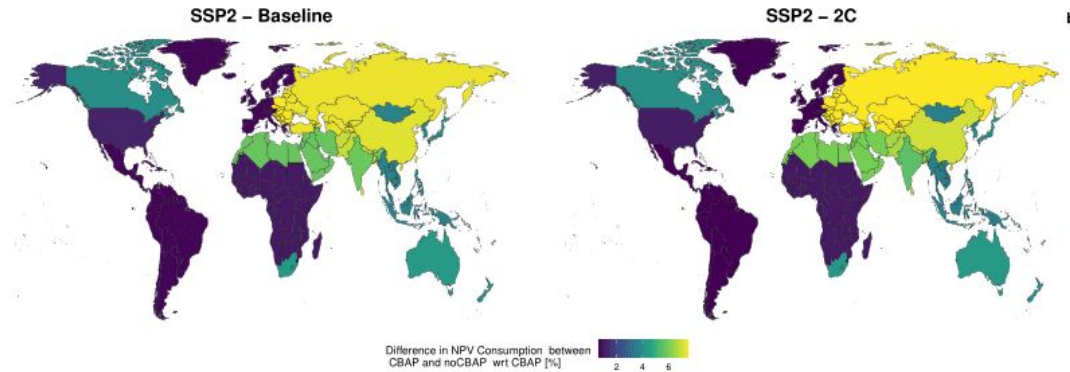 SSP2 – Baseline
SSP2 – 2C
b
Difference in NPV Consumption between
CBAP and noCBAP wrt CBAP [%]
2 4 6